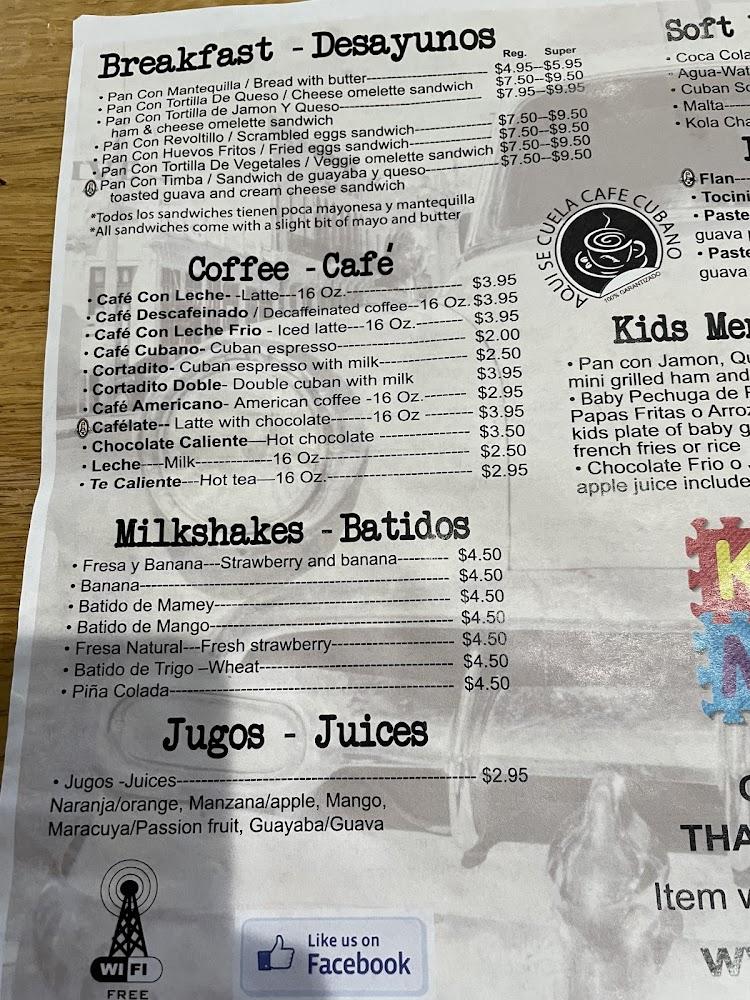 Breakfast - Desayunos
Reg. Super
• Pan Con Mantequilla / Bread with butter---------------- $4.95--$5.95
• Pan Con Tortilla De Queso / Cheese omelette sandwich $7.50--$9.50
• Pan Con Tortilla de Jamon Y Queso---------------- $7.95--$9.95
ham & cheese omelette sandwich
• Pan Con Revoltillo / Scrambled eggs sandwich---------------- $7.50--$9.50
• Pan Con Huevos Fritos / Fried eggs sandwich---------------- $7.50--$9.50
• Pan Con Tortilla De Vegetales / Veggie omelette sandwich $7.50--$9.50
Pan Con Timba / Sandwich de guayaba y queso---------------- $7.50--$9.50
toasted guava and cream cheese sandwich
*Todos los sandwiches tienen poca mayonesa y mantequilla
*All sandwiches come with a slight bit of mayo and butter
Coffee - Café
• Café Con Leche- -Latte---16 Oz.---------------- $3.95
• Café Descafeinado / Decaffeinated coffee--16 Oz. $3.95
• Café Con Leche Frio - Iced latte---16 Oz.--------- $3.95
• Café Cubano- Cuban espresso---------------- $2.00
• Cortadito- Cuban espresso with milk---------------- $2.50
• Cortadito Doble- Double cuban with milk $3.95
• Café Americano- American coffee -16 Oz.------- $2.95
Cafélate-- Latte with chocolate--------16 Oz ------- $3.95
• Chocolate Caliente—Hot chocolate ---------------- $3.50
• Leche----Milk--------------16 Oz---------------- $2.50
• Te Caliente---Hot tea—16 Oz.---------------- $2.95
Milkshakes - Batidos
• Fresa y Banana---Strawberry and banana--------- $4.50
• Banana---------------- $4.50
• Batido de Mamey---------------- $4.50
• Batido de Mango---------------- $4.50
• Fresa Natural---Fresh strawberry---------------- $4.50
• Batido de Trigo –Wheat---------------- $4.50
• Piña Colada---------------- $4.50
Jugos - Juices
• Jugos -Juices---------------- $2.95
Naranja/orange, Manzana/apple, Mango,
Maracuya/Passion fruit, Guayaba/Guava
WI FI
FREE
Like us on
Facebook
Soft
• Coca Cola
• Agua-Wat
• Cuban So
• Malta---
• Kola Cha
Flan---
• Tocini
• Paste
guava
• Paste
guava
AQUI SE CUELA CAFE CUBANO
100% GARANTIZADO
Kids Men
• Pan con Jamon, Qu
mini grilled ham and
• Baby Pechuga de P
Papas Fritas o Arroz
kids plate of baby g
french fries or rice
• Chocolate Frio o J
apple juice include
K
N
THA
Item w